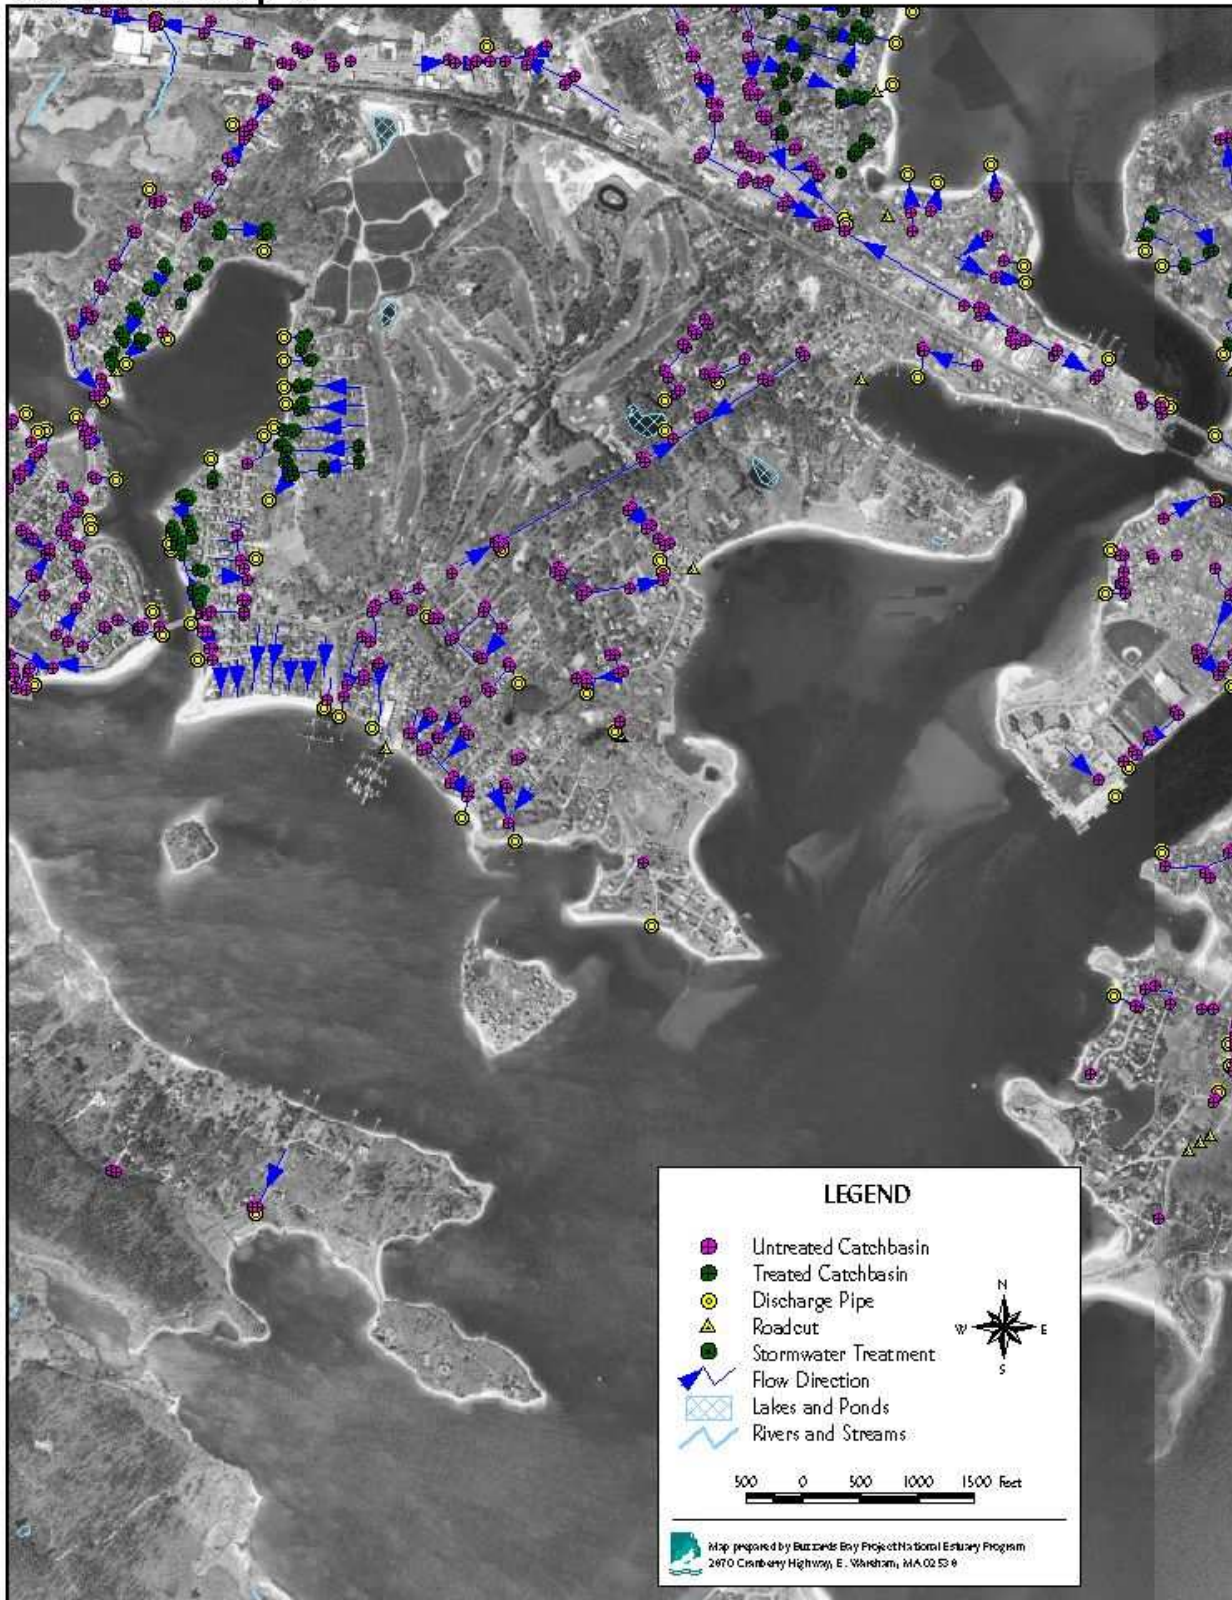 LEGEND
Untreated Catchbasin
Treated Catchbasin
Discharge Pipe
Roadcut
Stormwater Treatment
Flow Direction
Lakes and Ponds
Rivers and Streams
N
W E
S
500 0 500 1000 1500 Feet
Map prepared by Buzzards Bay Project National Estuary Program
2870 Cranberry Highway, E. Wareham, MA 02538